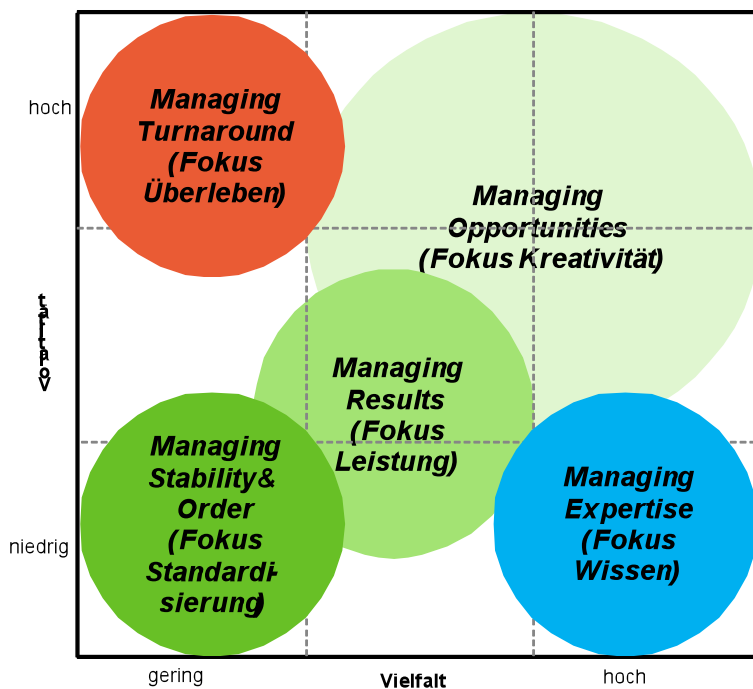 hoch
Managing
Turnaround
(Fokus
Überleben)
Managing
Opportunities
(Fokus Kreativität)
Volatilität
Managing
Results
(Fokus
Leistung)
Managing
Stability&
Order
(Fokus
Standardi-
sierung)
Managing
Expertise
(Fokus
Wissen)
niedrig
gering
Vielfalt
hoch